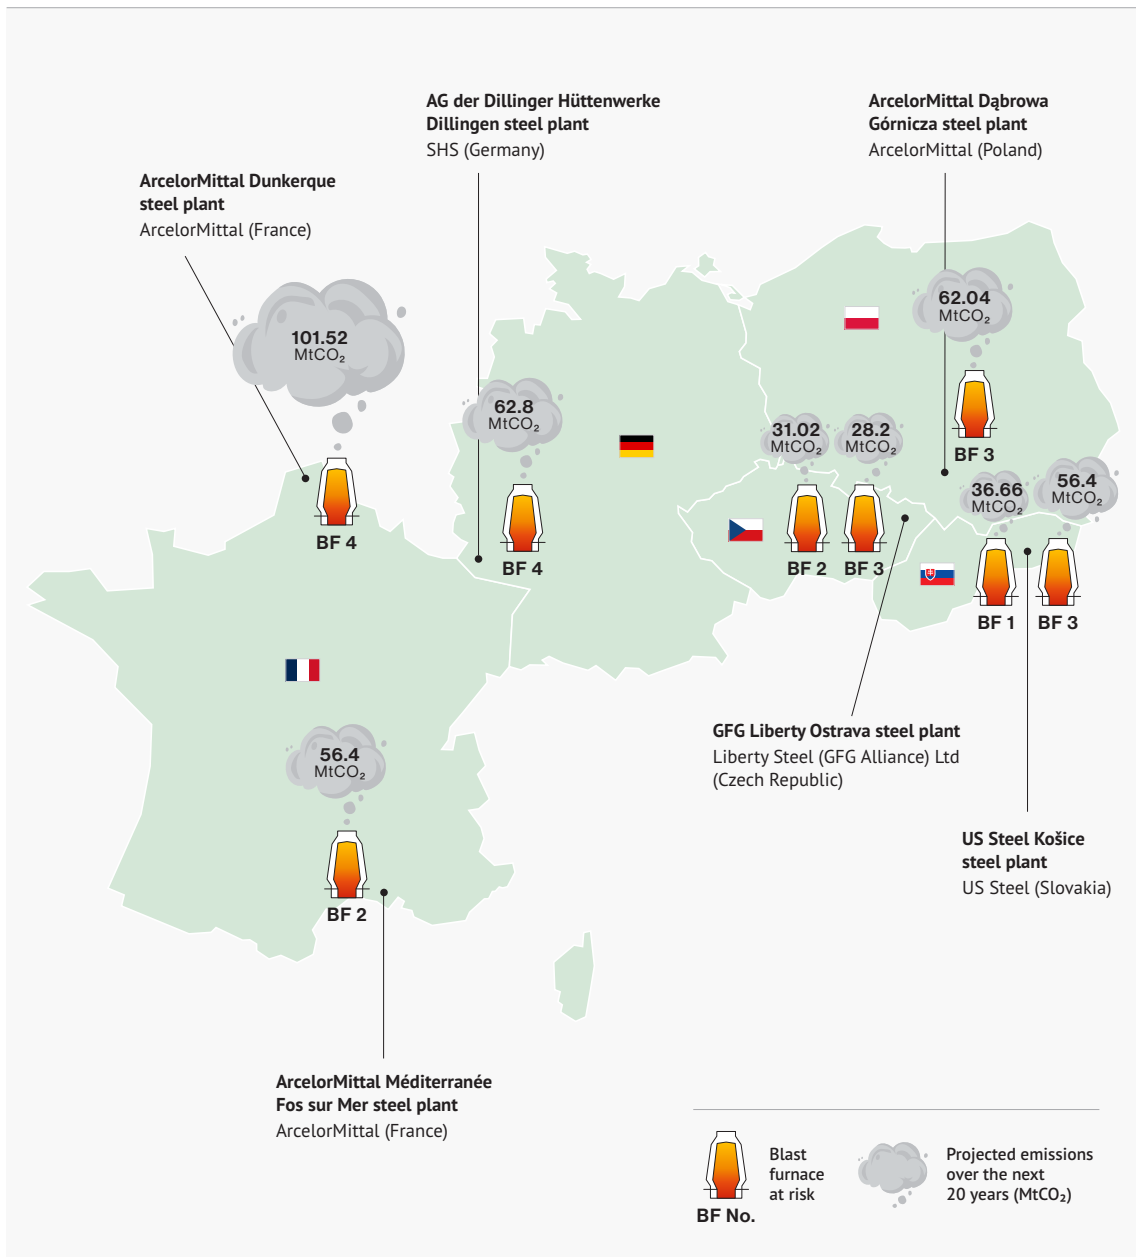 AG der Dillinger Hüttenwerke
Dillingen steel plant
SHS (Germany)
ArcelorMittal Dąbrowa
Górnicza steel plant
ArcelorMittal (Poland)
ArcelorMittal Dunkerque
steel plant
ArcelorMittal (France)
101.52
MtCO₂
BF 4
62.8
MtCO₂
BF 4
62.04
MtCO₂
BF 3
31.02
MtCO₂
BF 2
28.2
MtCO₂
BF 3
36.66
MtCO₂
BF 1
56.4
MtCO₂
BF 3
56.4
MtCO₂
BF 2
GFG Liberty Ostrava steel plant
Liberty Steel (GFG Alliance) Ltd
(Czech Republic)
US Steel Košice
steel plant
US Steel (Slovakia)
ArcelorMittal Méditerranée
Fos sur Mer steel plant
ArcelorMittal (France)
Blast
furnace
at risk
BF No.
Projected emissions
over the next
20 years (MtCO₂)